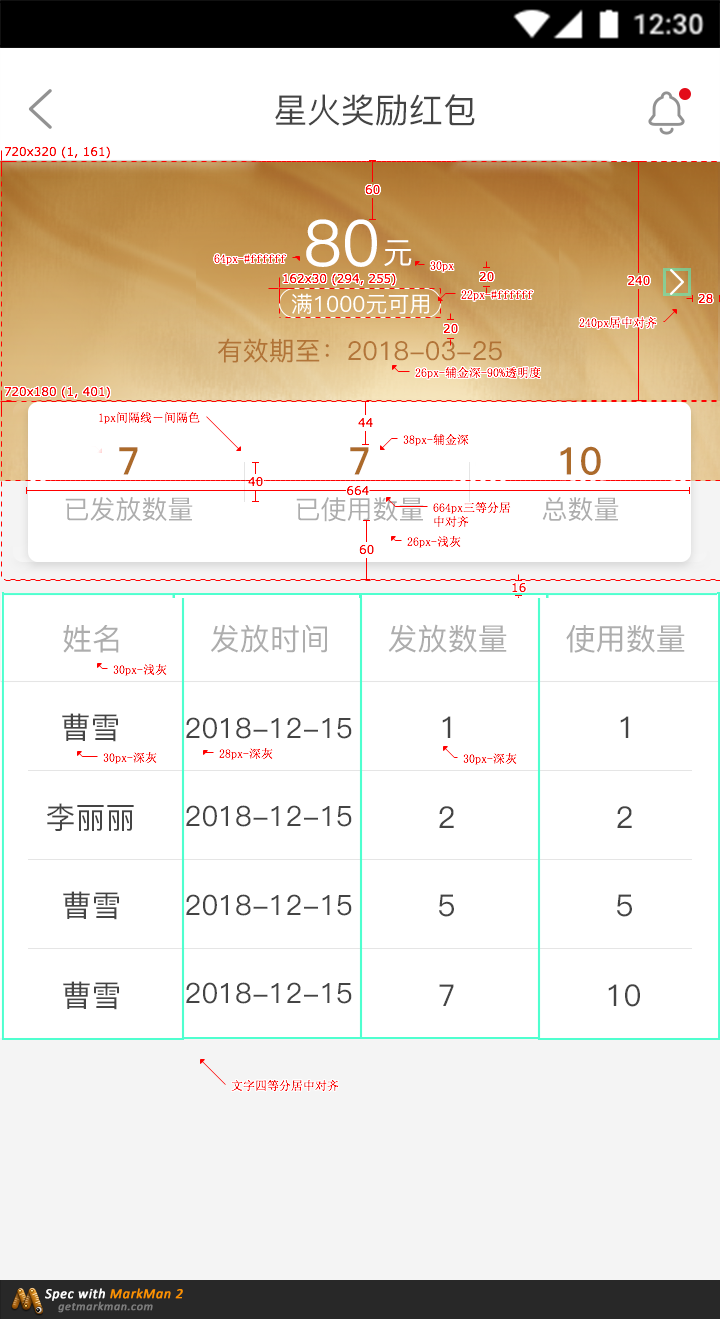 12:30
星火奖励红包
720x320 (1, 161)
60
80元
64px-#ffffff
30px
162x30 (294, 255)
20
240
满1000元可用
22px-#ffffff
28
240px居中对齐
20
有效期至：2018-03-25
26px-辅金深-90%透明度
720x180 (1, 401)
1px间隔线－间隔色
44
38px-辅金深
7
7
10
40
664
已发放数量
已使用数量
总数量
664px三等分居
中对齐
26px-浅灰
60
16
姓名 发放时间 发放数量 使用数量
30px-浅灰
曹雪 2018-12-15 1 1
30px-深灰
28px-深灰
30px-深灰
李丽丽 2018-12-15 2 2
曹雪 2018-12-15 5 5
曹雪 2018-12-15 7 10
文字四等分居中对齐
Spec with MarkMan 2
getmarkman.com